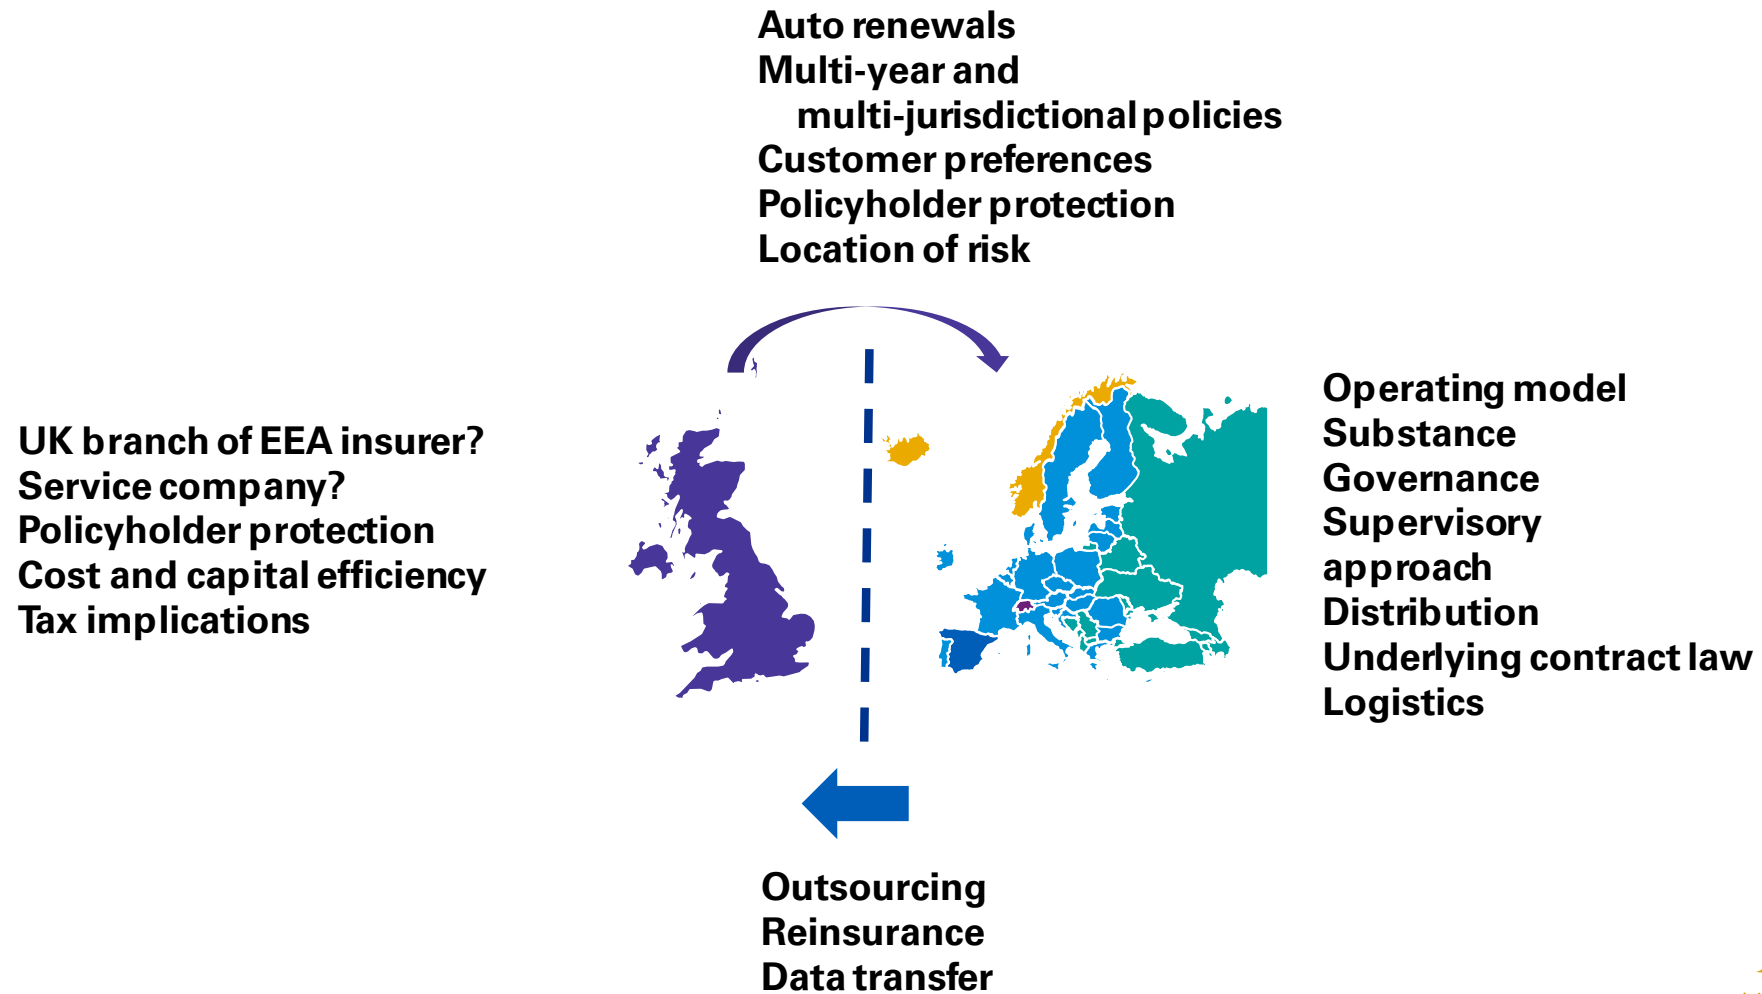 Auto renewals
Multi-year and
multi-jurisdictional policies
Customer preferences
Policyholder protection
Location of risk
UK branch of EEA insurer?
Service company?
Policyholder protection
Cost and capital efficiency
Tax implications
Operating model
Substance
Governance
Supervisory
approach
Distribution
Underlying contract law
Logistics
Outsourcing
Reinsurance
Data transfer